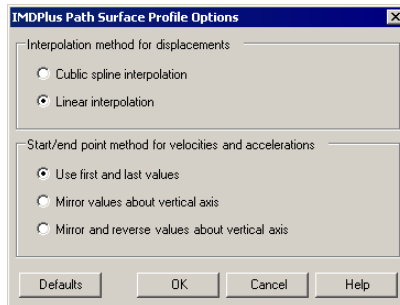 IMDPlus Path Surface Profile Options
Interpolation method for displacements
Cublic spline interpolation
Linear interpolation
Start/end point method for velocities and accelerations
Use first and last values
Mirror values about vertical axis
Mirror and reverse values about vertical axis
Defaults OK Cancel Help